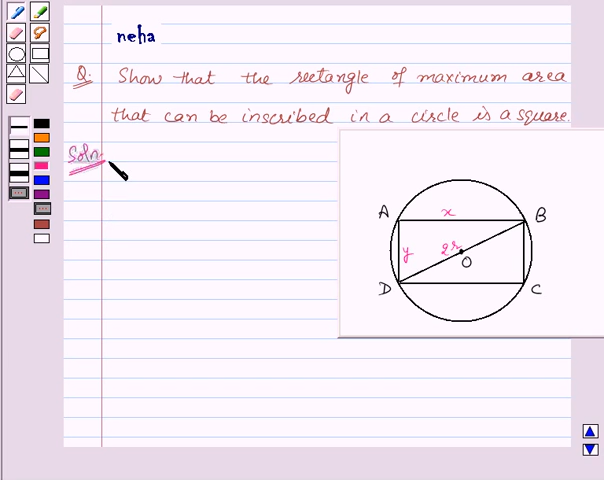 neha
Q. Show that the rectangle of maximum area
that can be inscribed in a circle is a square.
Soln.
A x B
y 2r
O
D C